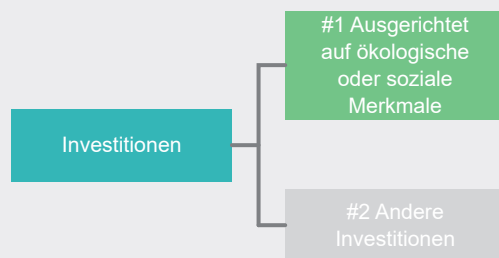 #1 Ausgerichtet
auf ökologische
oder soziale
Merkmale
Investitionen
#2 Andere
Investitionen